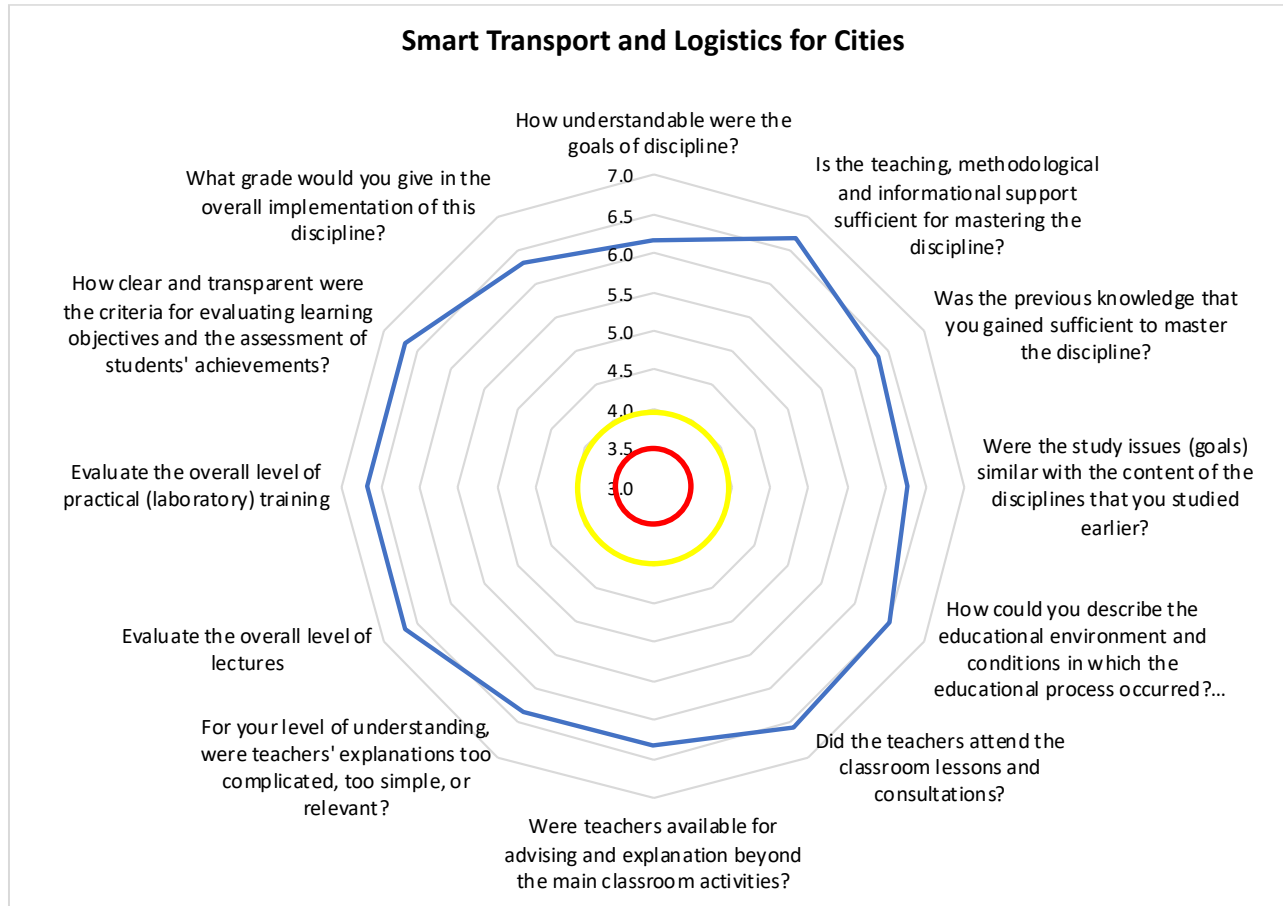 Smart Transport and Logistics for Cities
How understandable were the
goals of discipline?
Is the teaching, methodological
and informational support
sufficient for mastering the
discipline?
Was the previous knowledge that
you gained sufficient to master
the discipline?
Were the study issues (goals)
similar with the content of the
disciplines that you studied
earlier?
How could you describe the
educational environment and
conditions in which the
educational process occurred?...
Did the teachers attend the
classroom lessons and
consultations?
Were teachers available for
advising and explanation beyond
the main classroom activities?
For your level of understanding,
were teachers' explanations too
complicated, too simple, or
relevant?
Evaluate the overall level of
lectures
Evaluate the overall level of
practical (laboratory) training
How clear and transparent were
the criteria for evaluating learning
objectives and the assessment of
students' achievements?
What grade would you give in the
overall implementation of this
discipline?
7.0
6.5
6.0
5.5
5.0
4.5
4.0
3.5
3.0